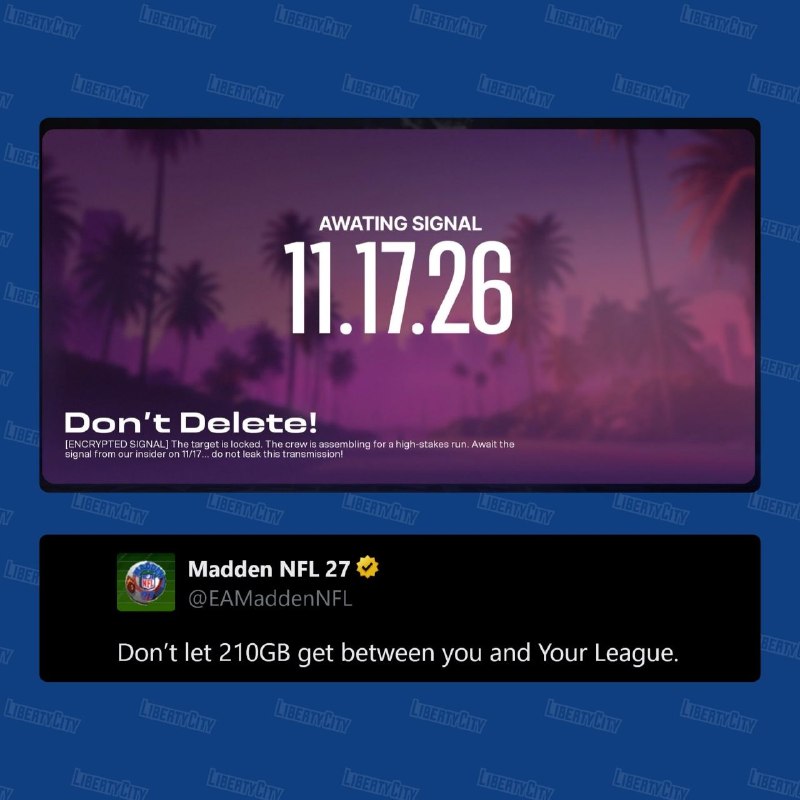 AWATING SIGNAL
11.17.26
Don't Delete!
[ENCRYPTED SIGNAL] The target is locked. The crew is assembling for a high-stakes run. Await the
signal from our insider on 11/17... do not leak this transmission!
Madden NFL 27
@EAMaddenNFL
Don't let 210GB get between you and Your League.
LIBERTYCITY